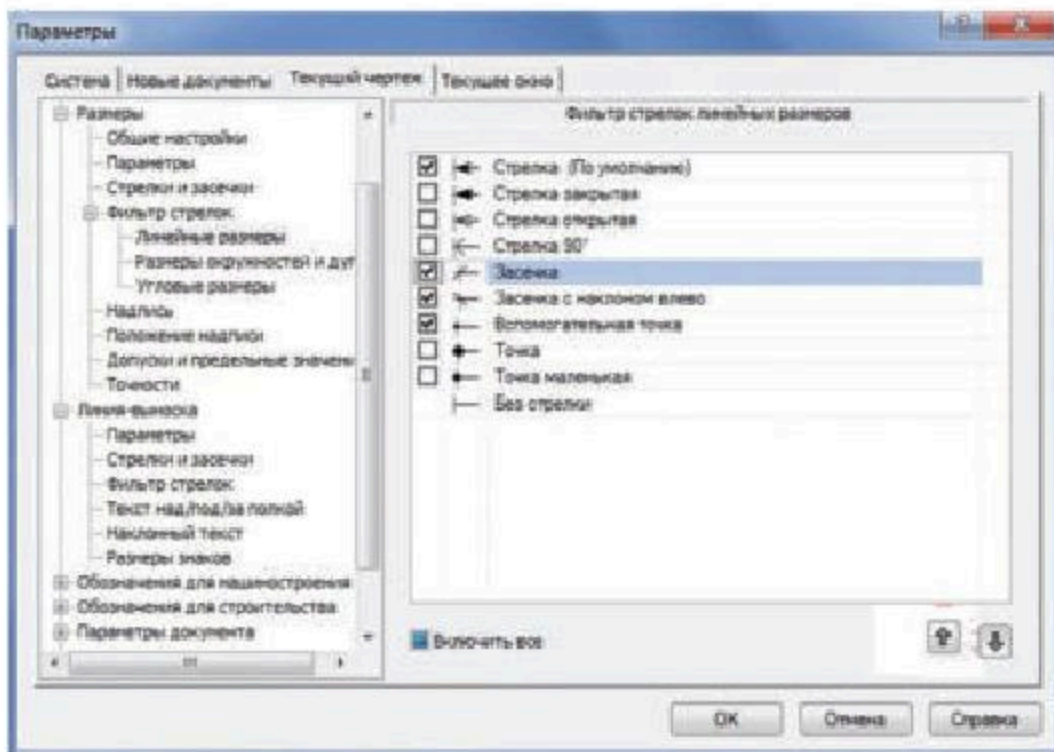 Параметры
Система
Новые документы
Текущий чертеж
Текущее окно
Размеры
Общие настройки
Параметры
Стрелки и засечки
Фильтр стрелок
Линейные размеры
Размеры окружностей и дуг
Угловые размеры
Надпись
Положение надписи
Допуски и предельные значени
Точности
Линия-выноска
Параметры
Стрелки и засечки
Фильтр стрелок
Текст над/под/за полкой
Наклонный текст
Размеры знаков
Обозначения для машиностроения
Обозначения для строительства
Параметры документа
Фильтр стрелок линейных размеров
Стрелка (По умолчанию)
Стрелка закрытая
Стрелка открытая
Стрелка 90°
Засечка
Засечка с наклоном влево
Вспомогательная точка
Точка
Точка маленькая
Без стрелки
Включить все
OK
Отмена
Справка